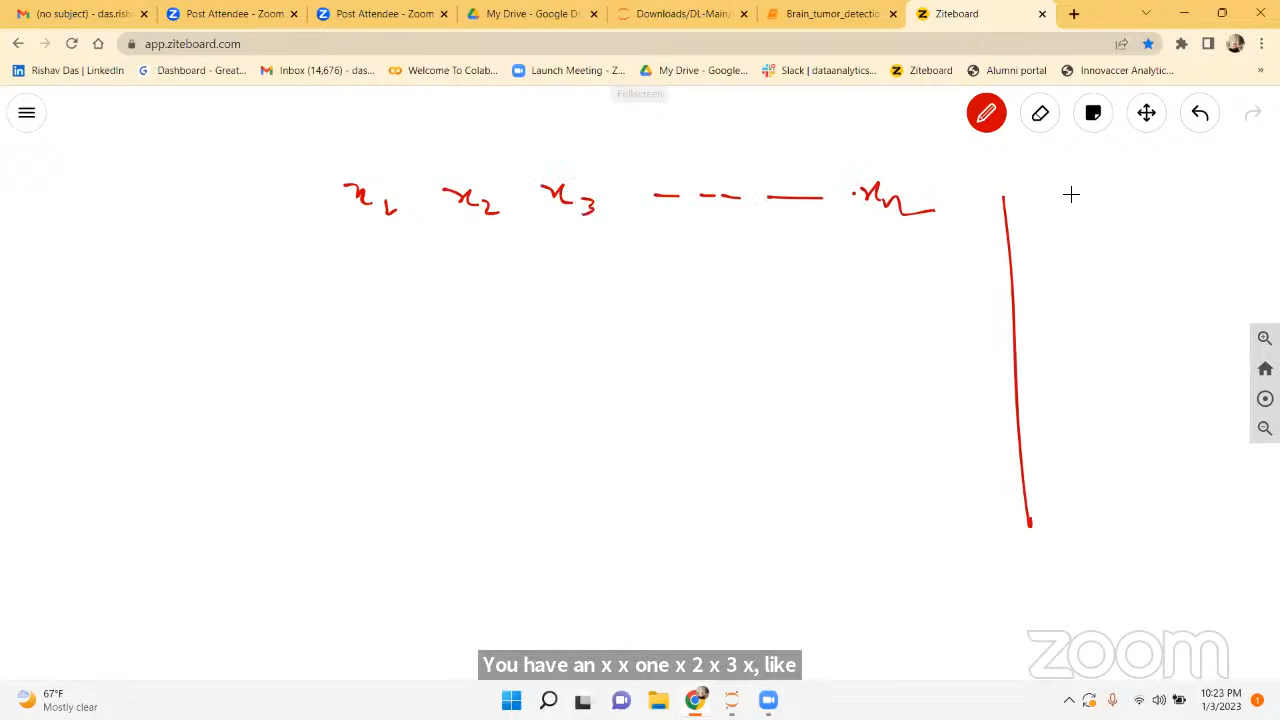 (no subject) - das.rish
Post Attendee - Zoom
Post Attendee - Zoom
My Drive - Google Do
Downloads/DL-Main/
Brain_tumor_detectio
Ziteboard
app.ziteboard.com
Rishav Das | LinkedIn
Dashboard - Great...
Inbox (14,676) - das...
Welcome To Colab...
Launch Meeting - Z...
My Drive - Google...
Slack | dataanalytics...
Ziteboard
Alumni portal
Innovaccer Analytic...
Fullscreen
x1 x2 x3 -- -- — .xn
You have an x x one x 2 x 3 x, like
zoom
67°F
Mostly clear
10:23 PM
1/3/2023
1